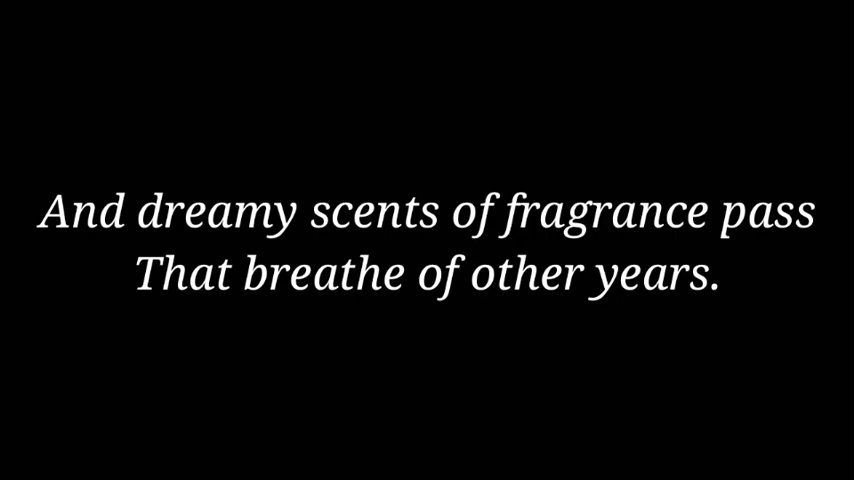 And dreamy scents of fragrance pass
That breathe of other years.